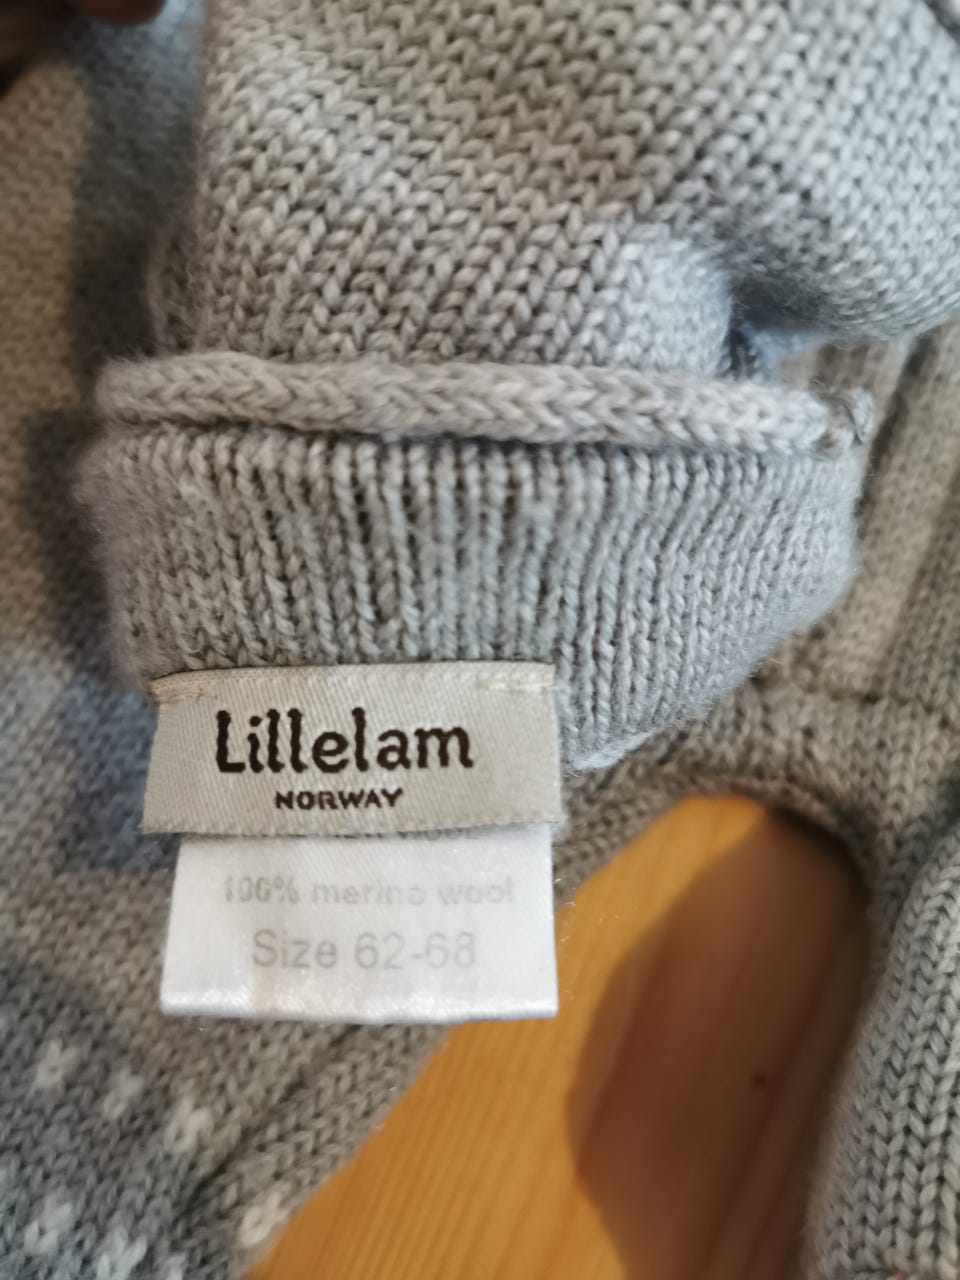 Lillelam
NORWAY
100% merino wool
Size 62-68